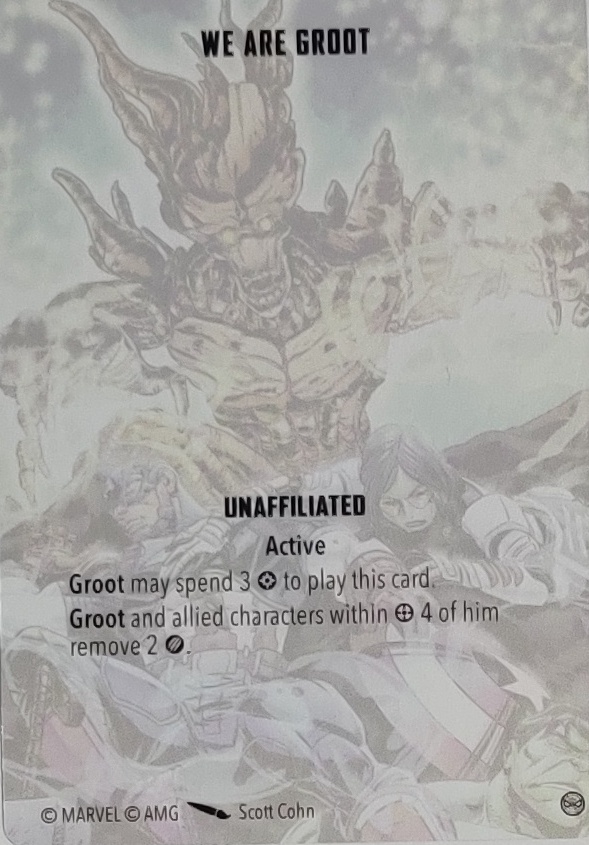 WE ARE GROOT
UNAFFILIATED
Active
Groot may spend 3 to play this card.
Groot and allied characters within 4 of him
remove 2 .
© MARVEL © AMG Scott Cohn